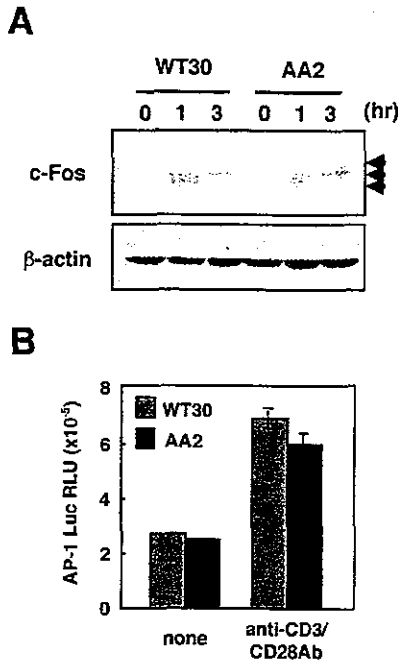 A
WT30 AA2
0 1 3 0 1 3 (hr)
c-Fos
β-actin
B
8
6
4
2
0
AP-1 Luc RLU (x10⁻⁵)
WT30
AA2
none
anti-CD3/
CD28Ab